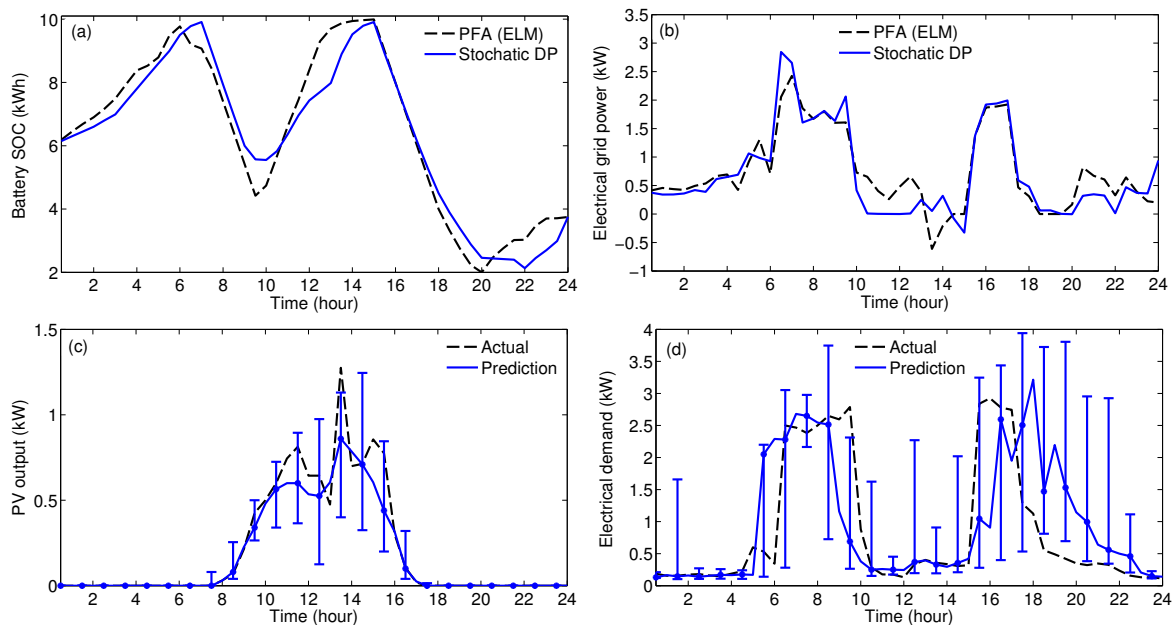 (a)
PFA (ELM)
Stochatic DP
Battery SOC (kWh)
10
8
6
4
2
2 4 6 8 10 12 14 16 18 20 22 24
Time (hour)
(b)
PFA (ELM)
Stochatic DP
Electrical grid power (kW)
3.5
3
2.5
2
1.5
1
0.5
0
−0.5
−1
2 4 6 8 10 12 14 16 18 20 22 24
Time (hour)
(c)
Actual
Prediction
PV output (kW)
1.5
1
0.5
0
2 4 6 8 10 12 14 16 18 20 22 24
Time (hour)
(d)
Actual
Prediction
Electrical demand (kW)
4
3.5
3
2.5
2
1.5
1
0.5
0
2 4 6 8 10 12 14 16 18 20 22 24
Time (hour)